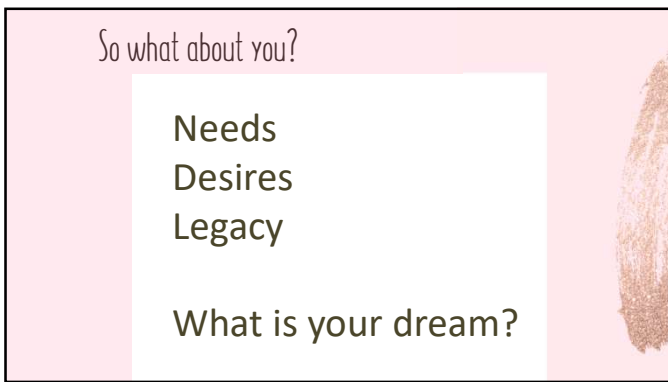 So what about you?
Needs
Desires
Legacy
What is your dream?